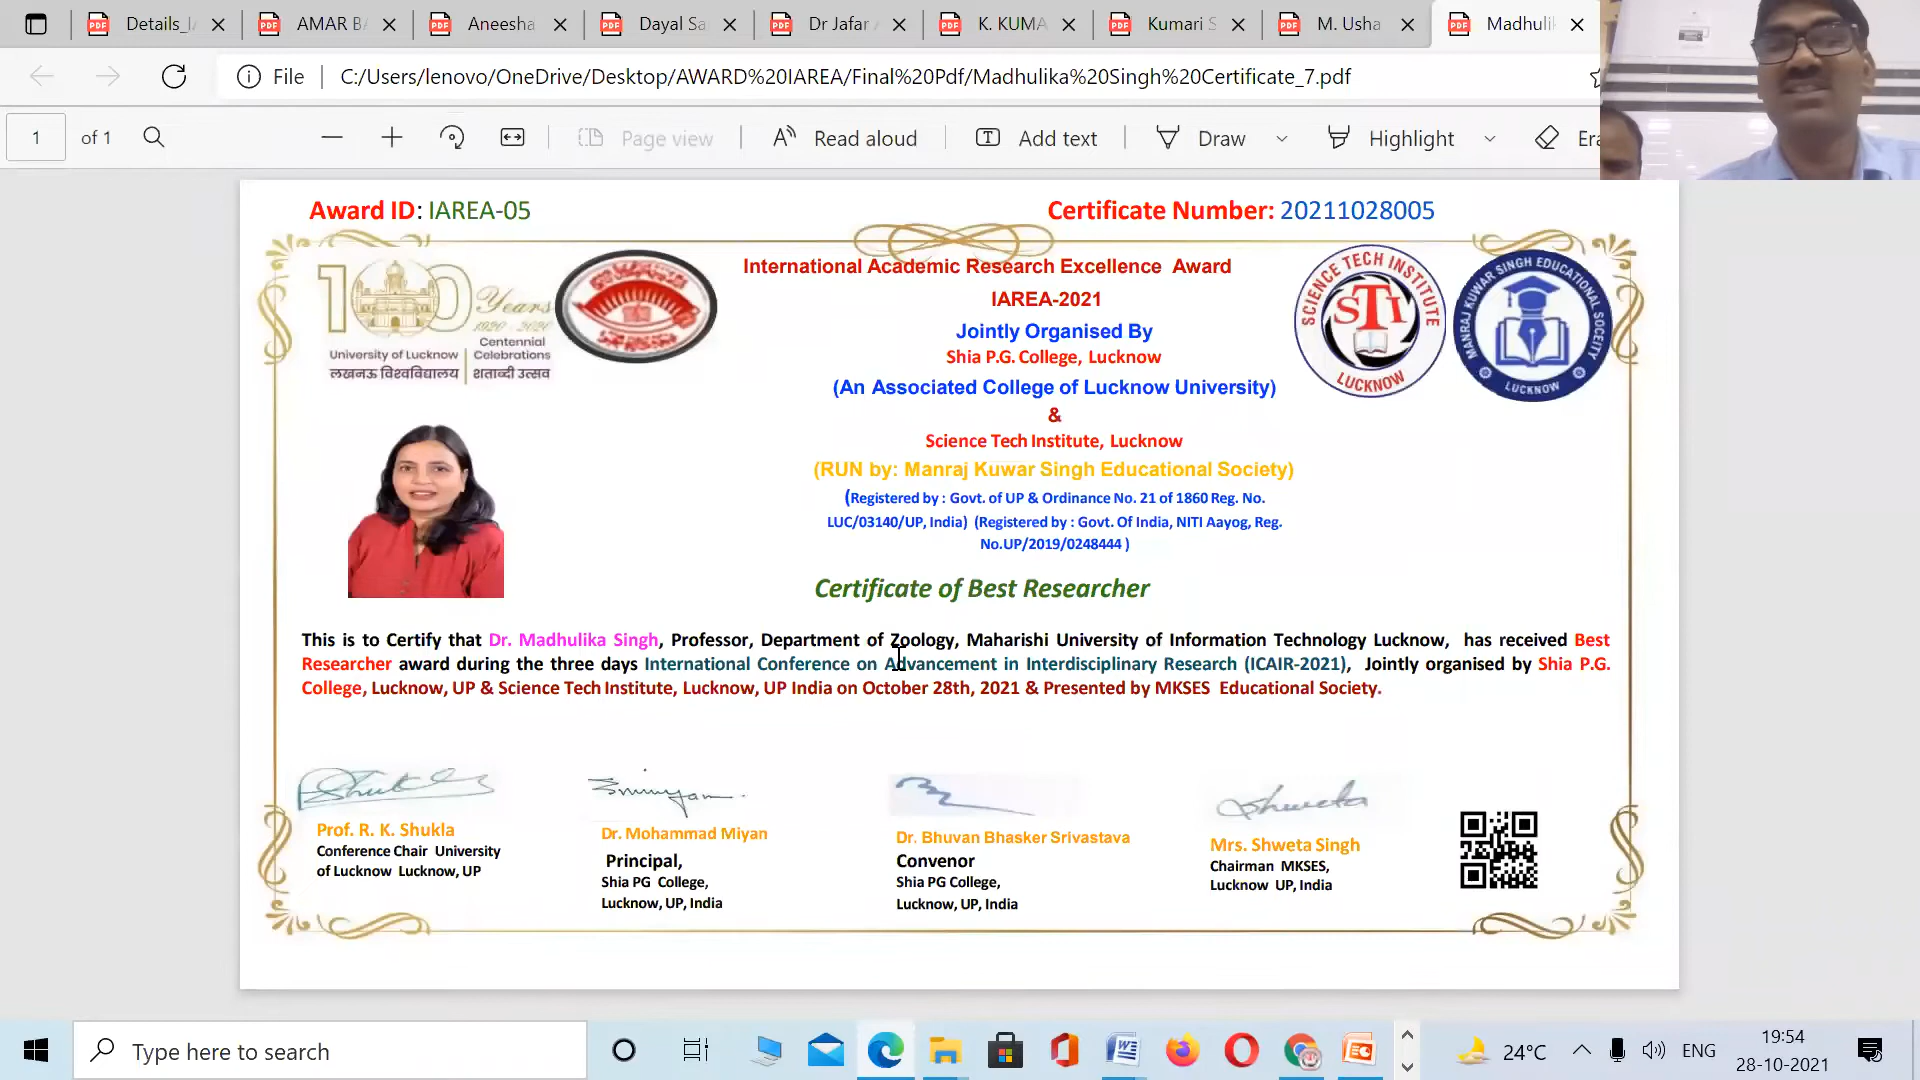 Details_I
AMAR B
Aneesha
Dayal Sa
Dr Jafar
K. KUMA
Kumari S
M. Usha
Madhulik
File
C:/Users/lenovo/OneDrive/Desktop/AWARD%20IAREA/Final%20Pdf/Madhulika%20Singh%20Certificate_7.pdf
1 of 1
Page view
Read aloud
Add text
Draw
Highlight
Era
Award ID: IAREA-05
Certificate Number: 20211028005
100 Years
1920 - 2020
University of Lucknow
लखनऊ विश्वविद्यालय
Centennial
Celebrations
शताब्दी उत्सव
International Academic Research Excellence Award
IAREA-2021
Jointly Organised By
Shia P.G. College, Lucknow
(An Associated College of Lucknow University)
&
Science Tech Institute, Lucknow
(RUN by: Manraj Kuwar Singh Educational Society)
(Registered by : Govt. of UP & Ordinance No. 21 of 1860 Reg. No.
LUC/03140/UP, India) (Registered by : Govt. Of India, NITI Aayog, Reg.
No.UP/2019/0248444 )
SCIENCE TECH INSTITUTE
STI
LUCKNOW
MANRAJ KUWAR SINGH EDUCATIONAL SOCEITY
LUCKNOW
Certificate of Best Researcher
This is to Certify that Dr. Madhulika Singh, Professor, Department of Zoology, Maharishi University of Information Technology Lucknow, has received Best
Researcher award during the three days International Conference on Advancement in Interdisciplinary Research (ICAIR-2021), Jointly organised by Shia P.G.
College, Lucknow, UP & Science Tech Institute, Lucknow, UP India on October 28th, 2021 & Presented by MKSES Educational Society.
Shweta
Prof. R. K. Shukla
Conference Chair University
of Lucknow Lucknow, UP
Dr. Mohammad Miyan
Principal,
Shia PG College,
Lucknow, UP, India
Dr. Bhuvan Bhasker Srivastava
Convenor
Shia PG College,
Lucknow, UP, India
Mrs. Shweta Singh
Chairman MKSES,
Lucknow UP, India
Type here to search
24°C
ENG
19:54
28-10-2021